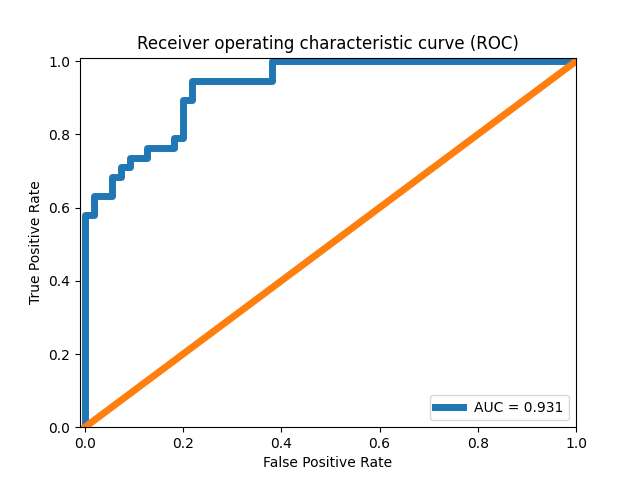 Receiver operating characteristic curve (ROC)
True Positive Rate
1.0
0.8
0.6
0.4
0.2
0.0
0.0 0.2 0.4 0.6 0.8 1.0
False Positive Rate
AUC = 0.931